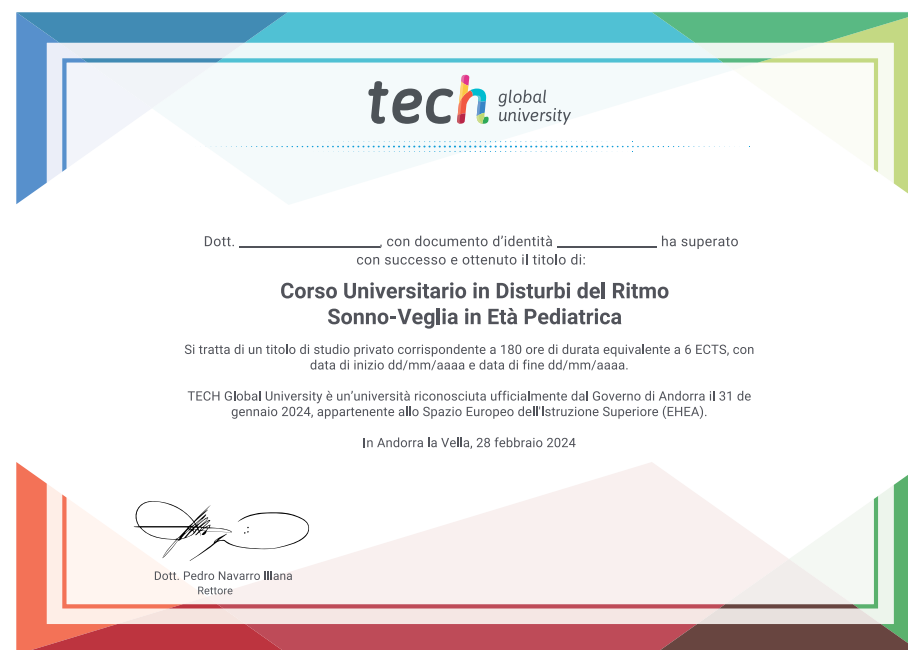 tech global university
Dott. ________________, con documento d'identità ____________ ha superato
con successo e ottenuto il titolo di:
Corso Universitario in Disturbi del Ritmo
Sonno-Veglia in Età Pediatrica
Si tratta di un titolo di studio privato corrispondente a 180 ore di durata equivalente a 6 ECTS, con
data di inizio dd/mm/aaaa e data di fine dd/mm/aaaa.
TECH Global University è un'università riconosciuta ufficialmente dal Governo di Andorra il 31 de
gennaio 2024, appartenente allo Spazio Europeo dell'Istruzione Superiore (EHEA).
In Andorra la Vella, 28 febbraio 2024
Dott. Pedro Navarro Illana
Rettore